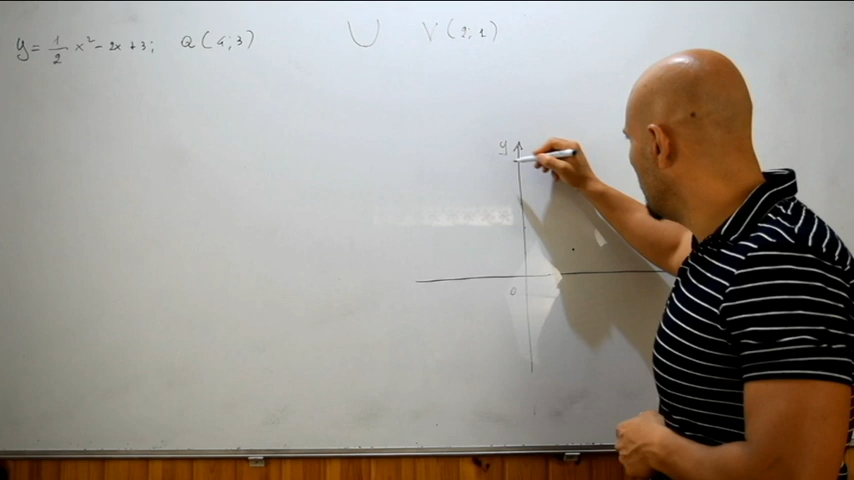 y = 1/2 x² - 2x + 3; Q(4;3) V(2;1)
y
0